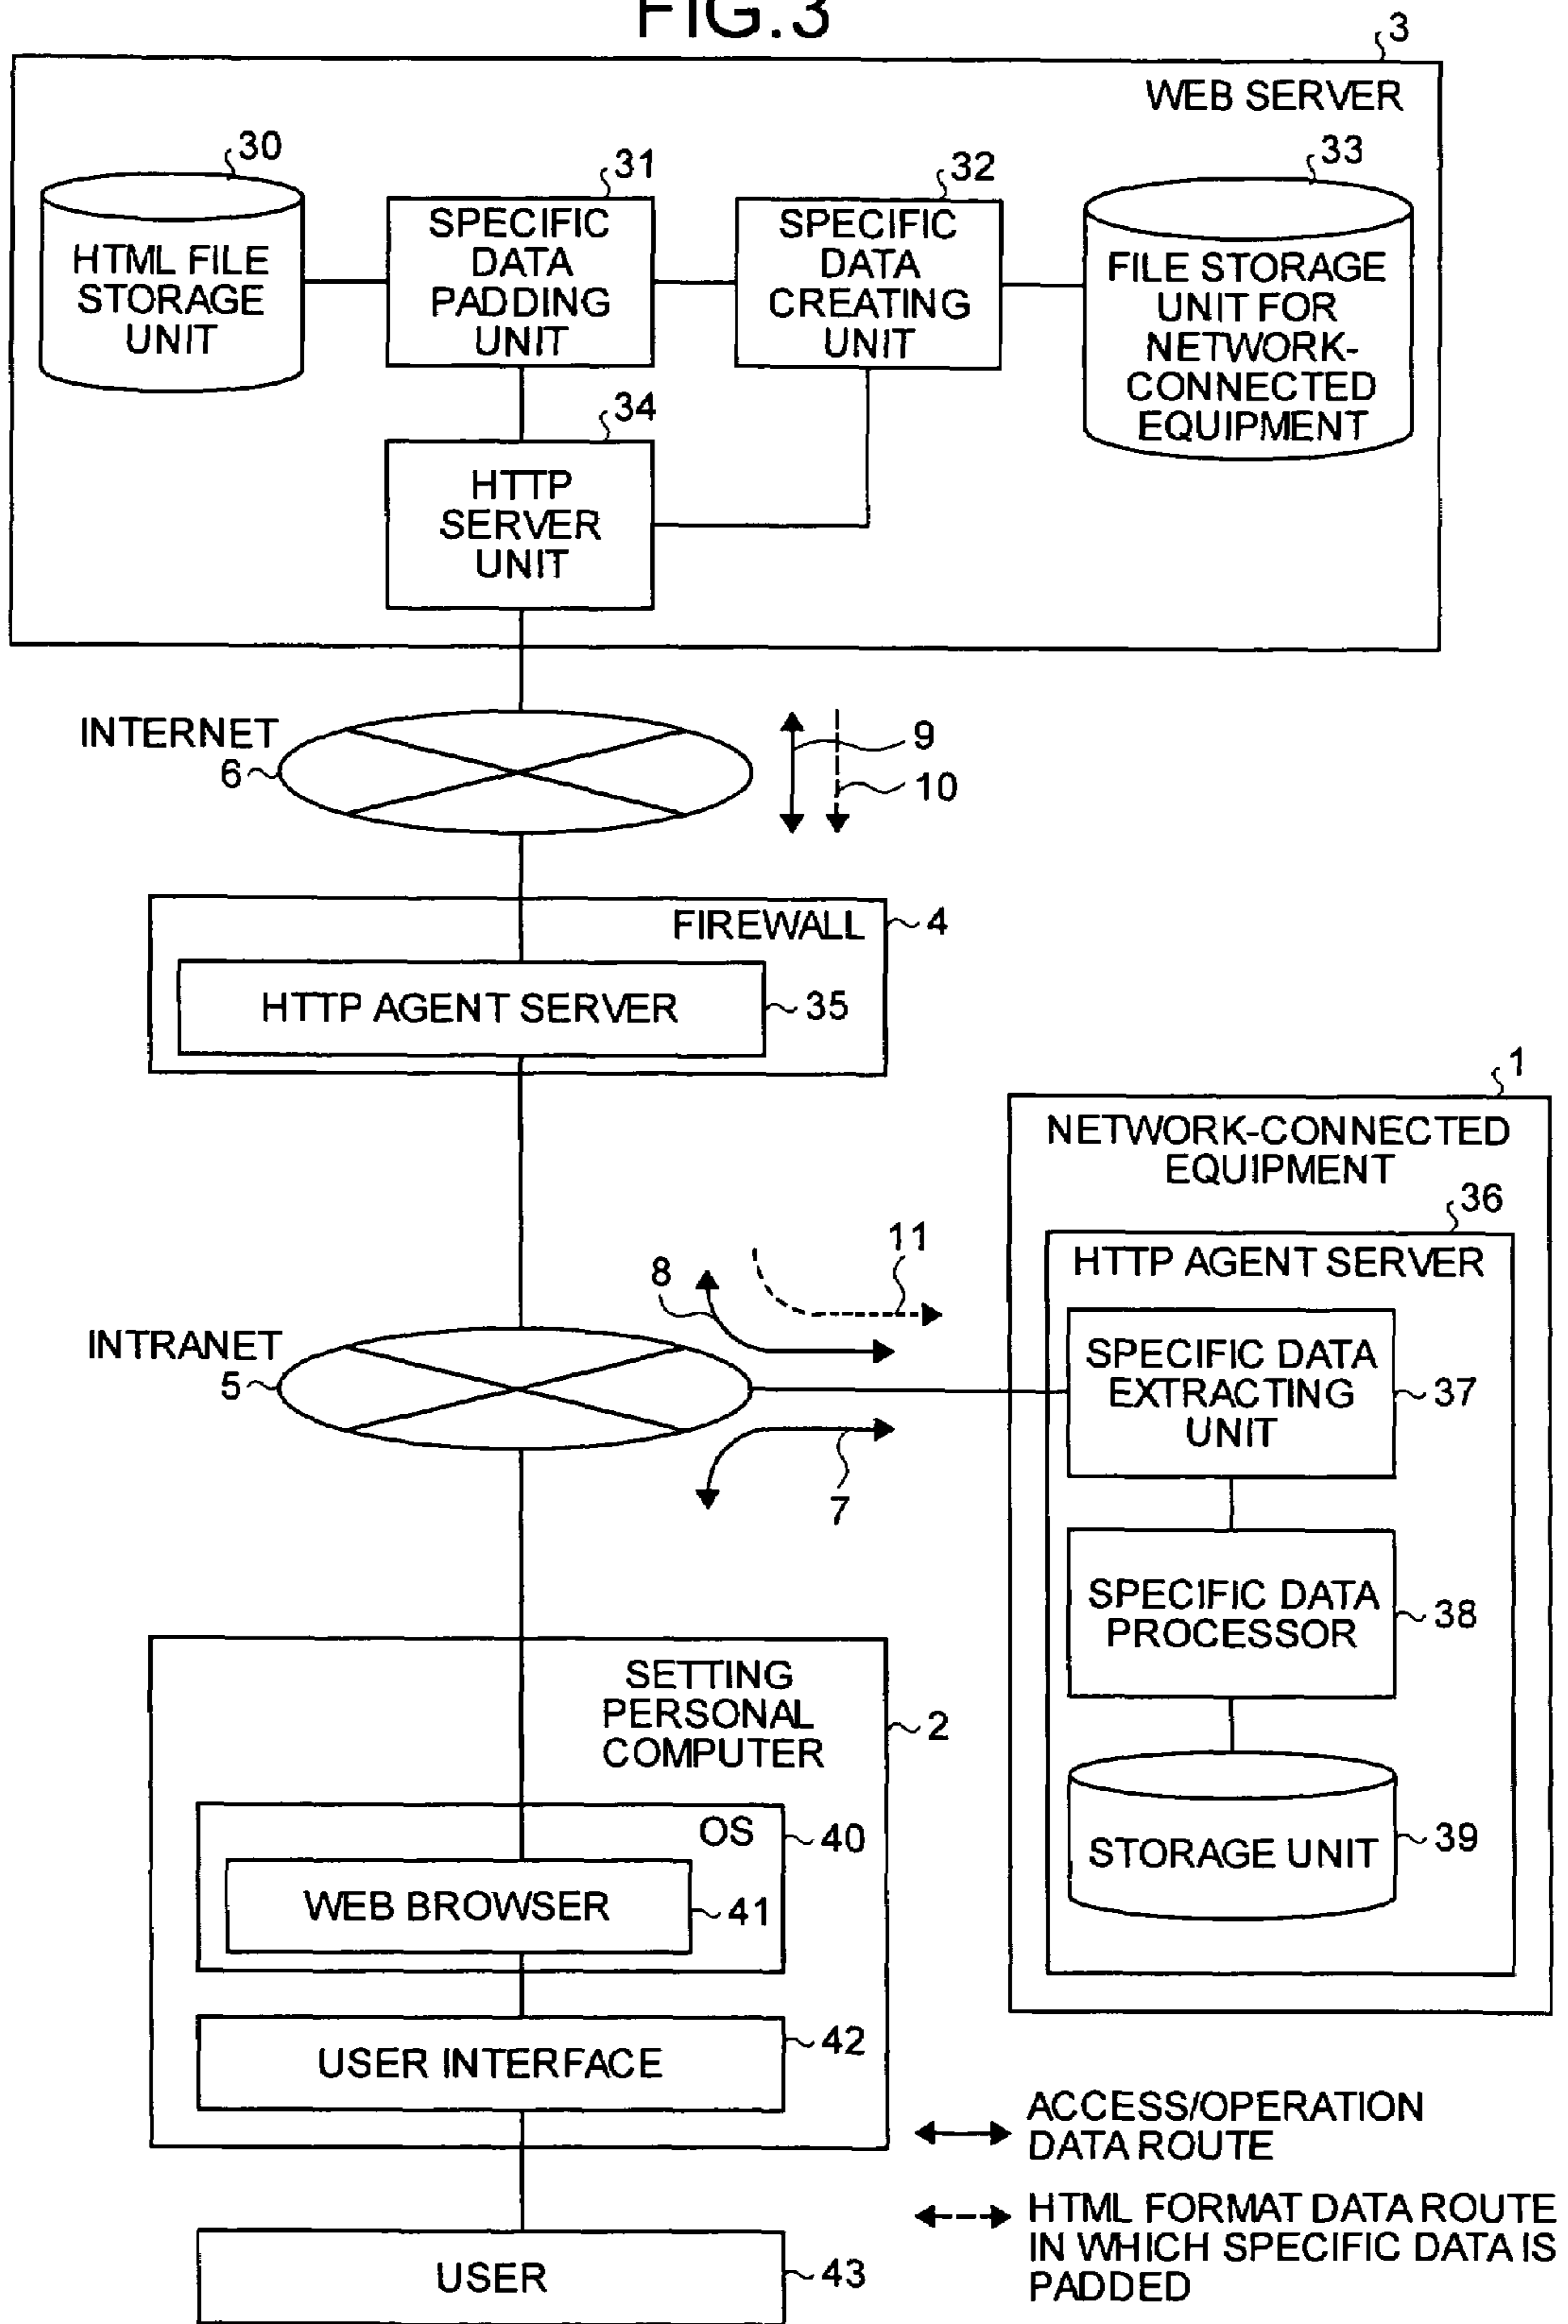 FIG.3
3
WEB SERVER
30
HTML FILE
STORAGE
UNIT
31
SPECIFIC
DATA
PADDING
UNIT
32
SPECIFIC
DATA
CREATING
UNIT
33
FILE STORAGE
UNIT FOR
NETWORK-
CONNECTED
EQUIPMENT
34
HTTP
SERVER
UNIT
INTERNET
6
9
10
FIREWALL
4
HTTP AGENT SERVER
35
1
NETWORK-CONNECTED
EQUIPMENT
36
HTTP AGENT SERVER
SPECIFIC DATA
EXTRACTING
UNIT
37
SPECIFIC DATA
PROCESSOR
38
STORAGE UNIT
39
INTRANET
5
8
11
7
SETTING
PERSONAL
COMPUTER
2
OS
40
WEB BROWSER
41
USER INTERFACE
42
USER
43
ACCESS/OPERATION
DATA ROUTE
HTML FORMAT DATA ROUTE
IN WHICH SPECIFIC DATA IS
PADDED